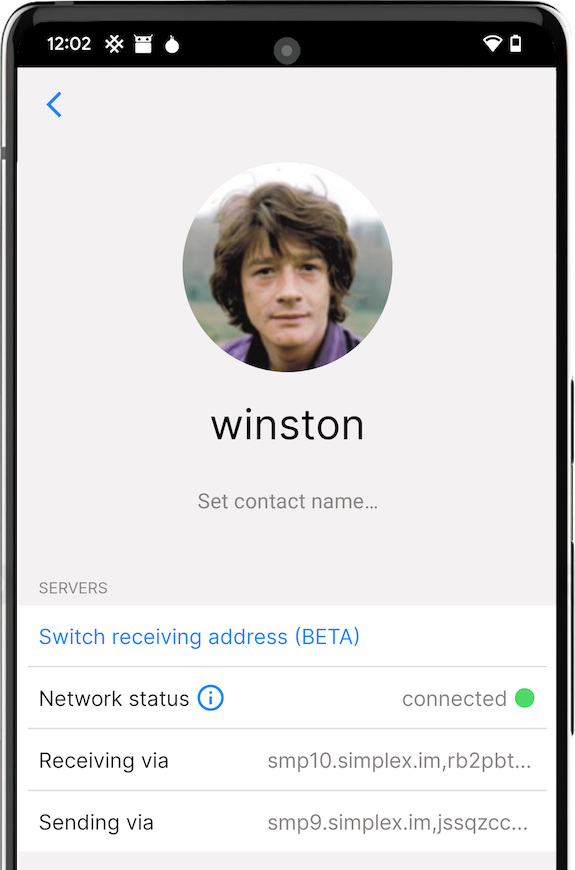 12:02
winston
Set contact name…
SERVERS
Switch receiving address (BETA)
Network status connected
Receiving via smp10.simplex.im,rb2pbt...
Sending via smp9.simplex.im,jssqzcc...